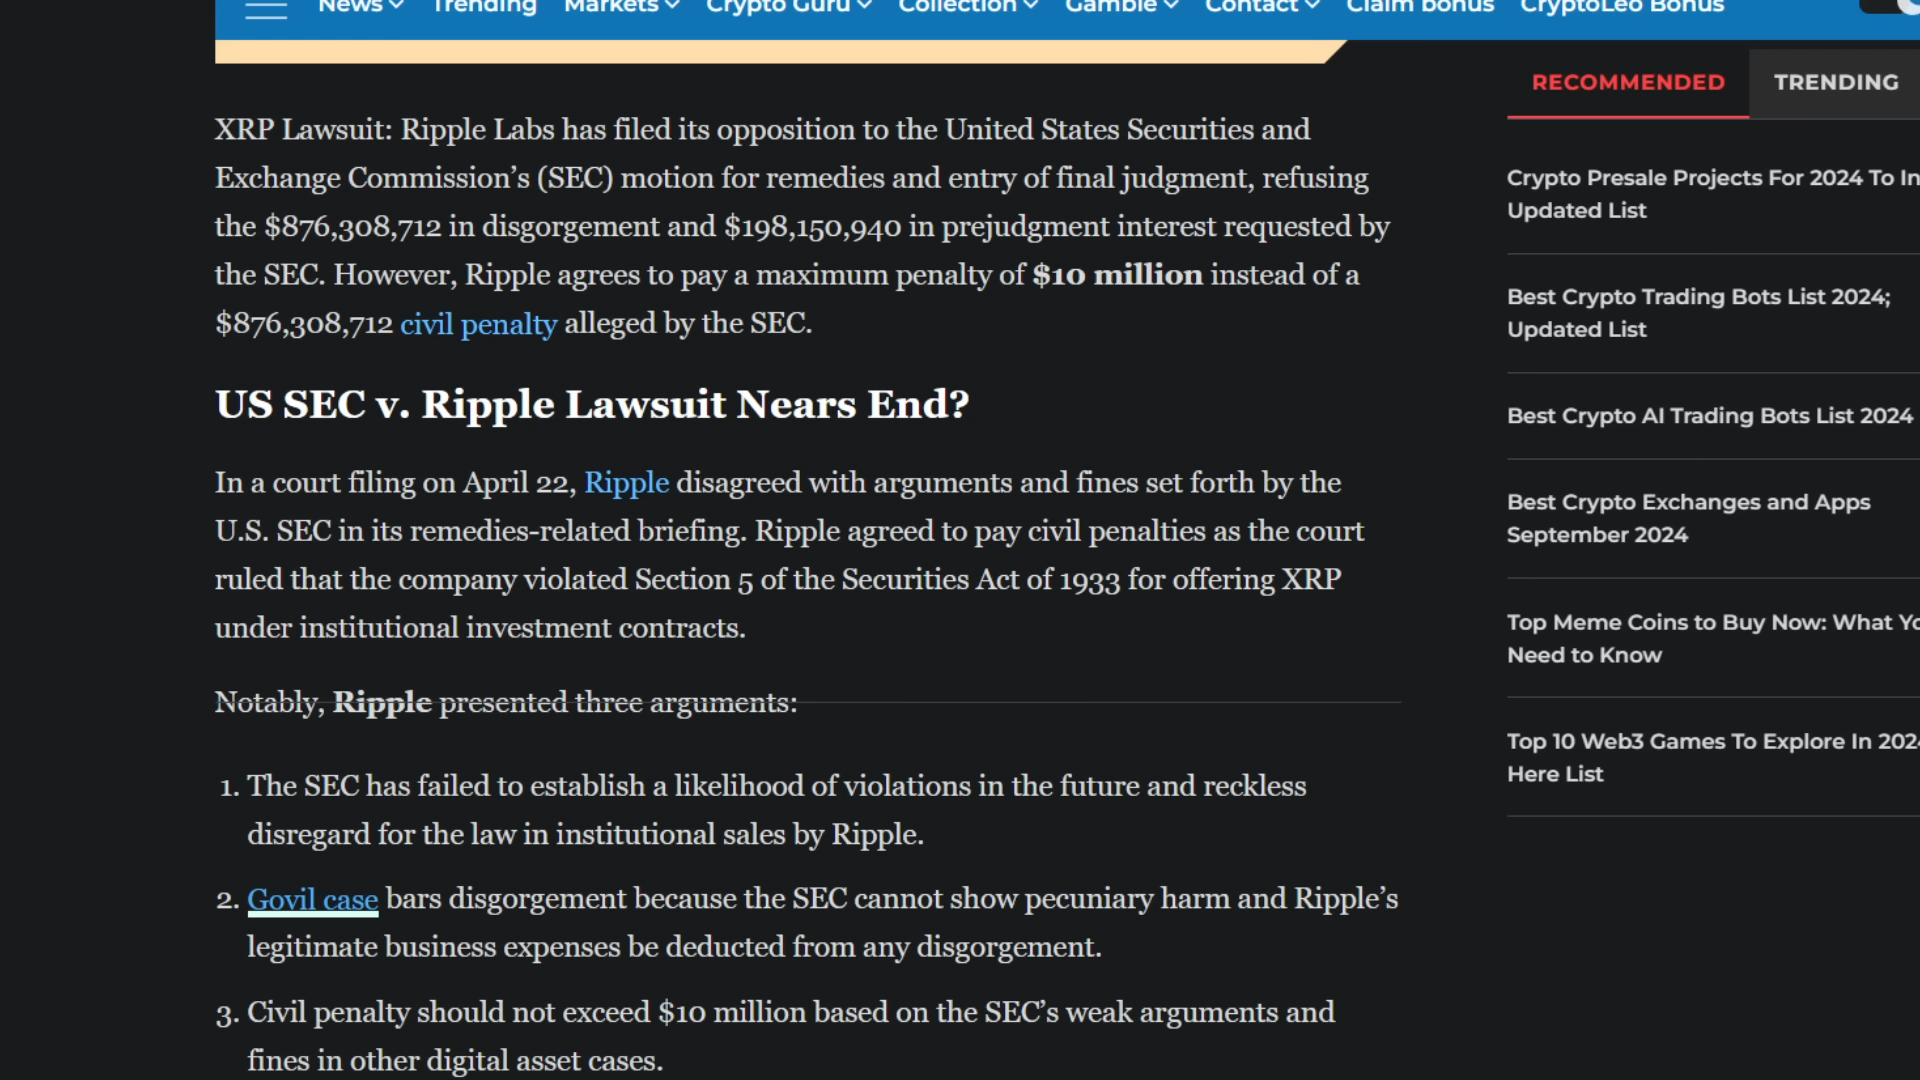 News Trending Markets Crypto Guru Collection Gamble Contact Claim bonus CryptoLeo Bonus
XRP Lawsuit: Ripple Labs has filed its opposition to the United States Securities and
Exchange Commission’s (SEC) motion for remedies and entry of final judgment, refusing
the $876,308,712 in disgorgement and $198,150,940 in prejudgment interest requested by
the SEC. However, Ripple agrees to pay a maximum penalty of $10 million instead of a
$876,308,712 civil penalty alleged by the SEC.
US SEC v. Ripple Lawsuit Nears End?
In a court filing on April 22, Ripple disagreed with arguments and fines set forth by the
U.S. SEC in its remedies-related briefing. Ripple agreed to pay civil penalties as the court
ruled that the company violated Section 5 of the Securities Act of 1933 for offering XRP
under institutional investment contracts.
Notably, Ripple presented three arguments:
1. The SEC has failed to establish a likelihood of violations in the future and reckless
disregard for the law in institutional sales by Ripple.
2. Govil case bars disgorgement because the SEC cannot show pecuniary harm and Ripple’s
legitimate business expenses be deducted from any disgorgement.
3. Civil penalty should not exceed $10 million based on the SEC’s weak arguments and
fines in other digital asset cases.
RECOMMENDED TRENDING
Crypto Presale Projects For 2024 To In
Updated List
Best Crypto Trading Bots List 2024;
Updated List
Best Crypto AI Trading Bots List 2024
Best Crypto Exchanges and Apps
September 2024
Top Meme Coins to Buy Now: What Yo
Need to Know
Top 10 Web3 Games To Explore In 2024
Here List